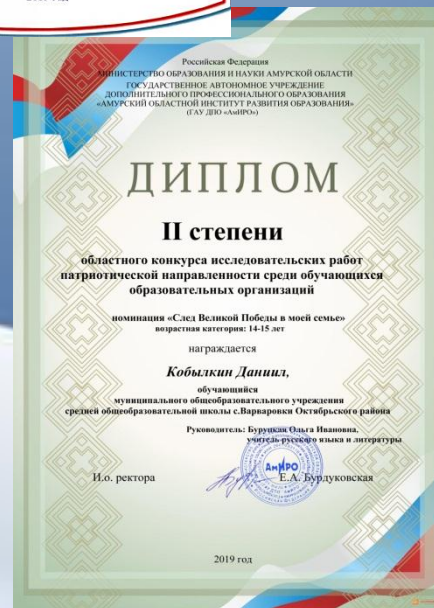 Российская Федерация
МИНИСТЕРСТВО ОБРАЗОВАНИЯ И НАУКИ АМУРСКОЙ ОБЛАСТИ
ГОСУДАРСТВЕННОЕ АВТОНОМНОЕ УЧРЕЖДЕНИЕ
ДОПОЛНИТЕЛЬНОГО ПРОФЕССИОНАЛЬНОГО ОБРАЗОВАНИЯ
«АМУРСКИЙ ОБЛАСТНОЙ ИНСТИТУТ РАЗВИТИЯ ОБРАЗОВАНИЯ»
(ГАУ ДПО «АмИРО»)
ДИПЛОМ
II степени
областного конкурса исследовательских работ
патриотической направленности среди обучающихся
образовательных организаций
номинация «След Великой Победы в моей семье»
возрастная категория: 14-15 лет
награждается
Кобылкин Даниил,
обучающийся
муниципального общеобразовательного учреждения
средней общеобразовательной школы с.Варваровки Октябрьского района
Руководитель: Буруцкая Ольга Ивановна,
учитель русского языка и литературы
АмИРО
И.о. ректора Е.А. Бурдуковская
2019 год